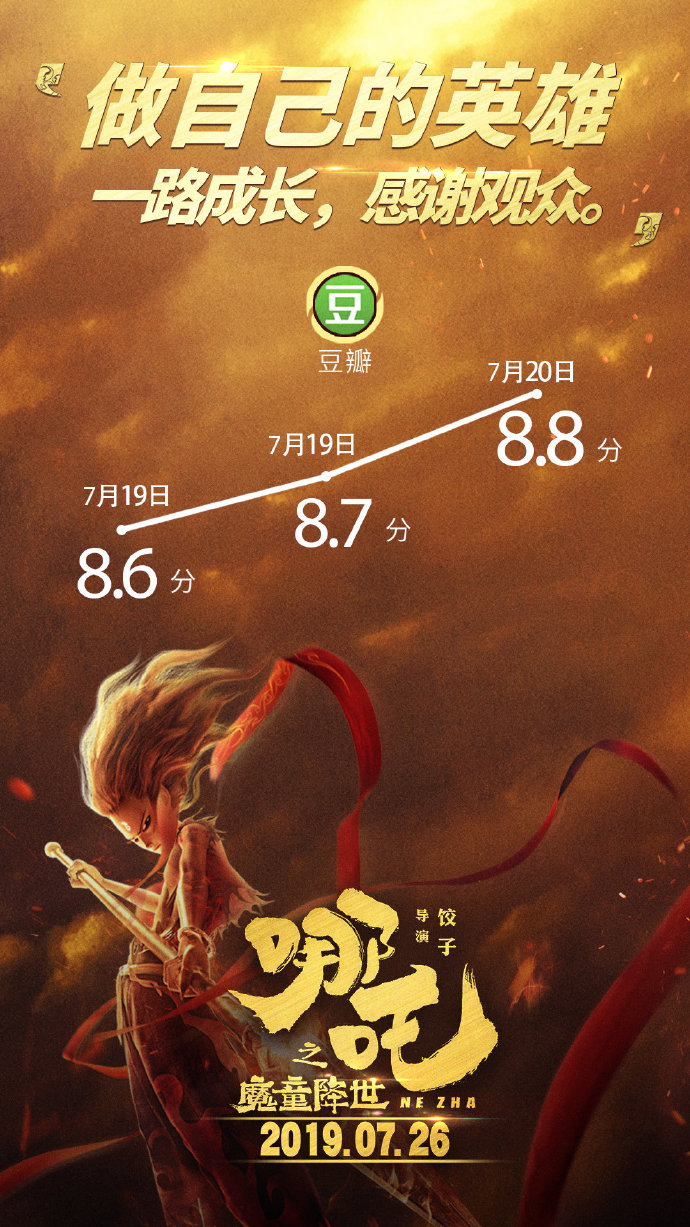 做自己的英雄
一路成长，感谢观众。
豆
豆瓣
7月20日
8.8 分
7月19日
8.7 分
7月19日
8.6 分
导演 饺子
哪吒
之
魔童降世 NE ZHA
2019.07.26